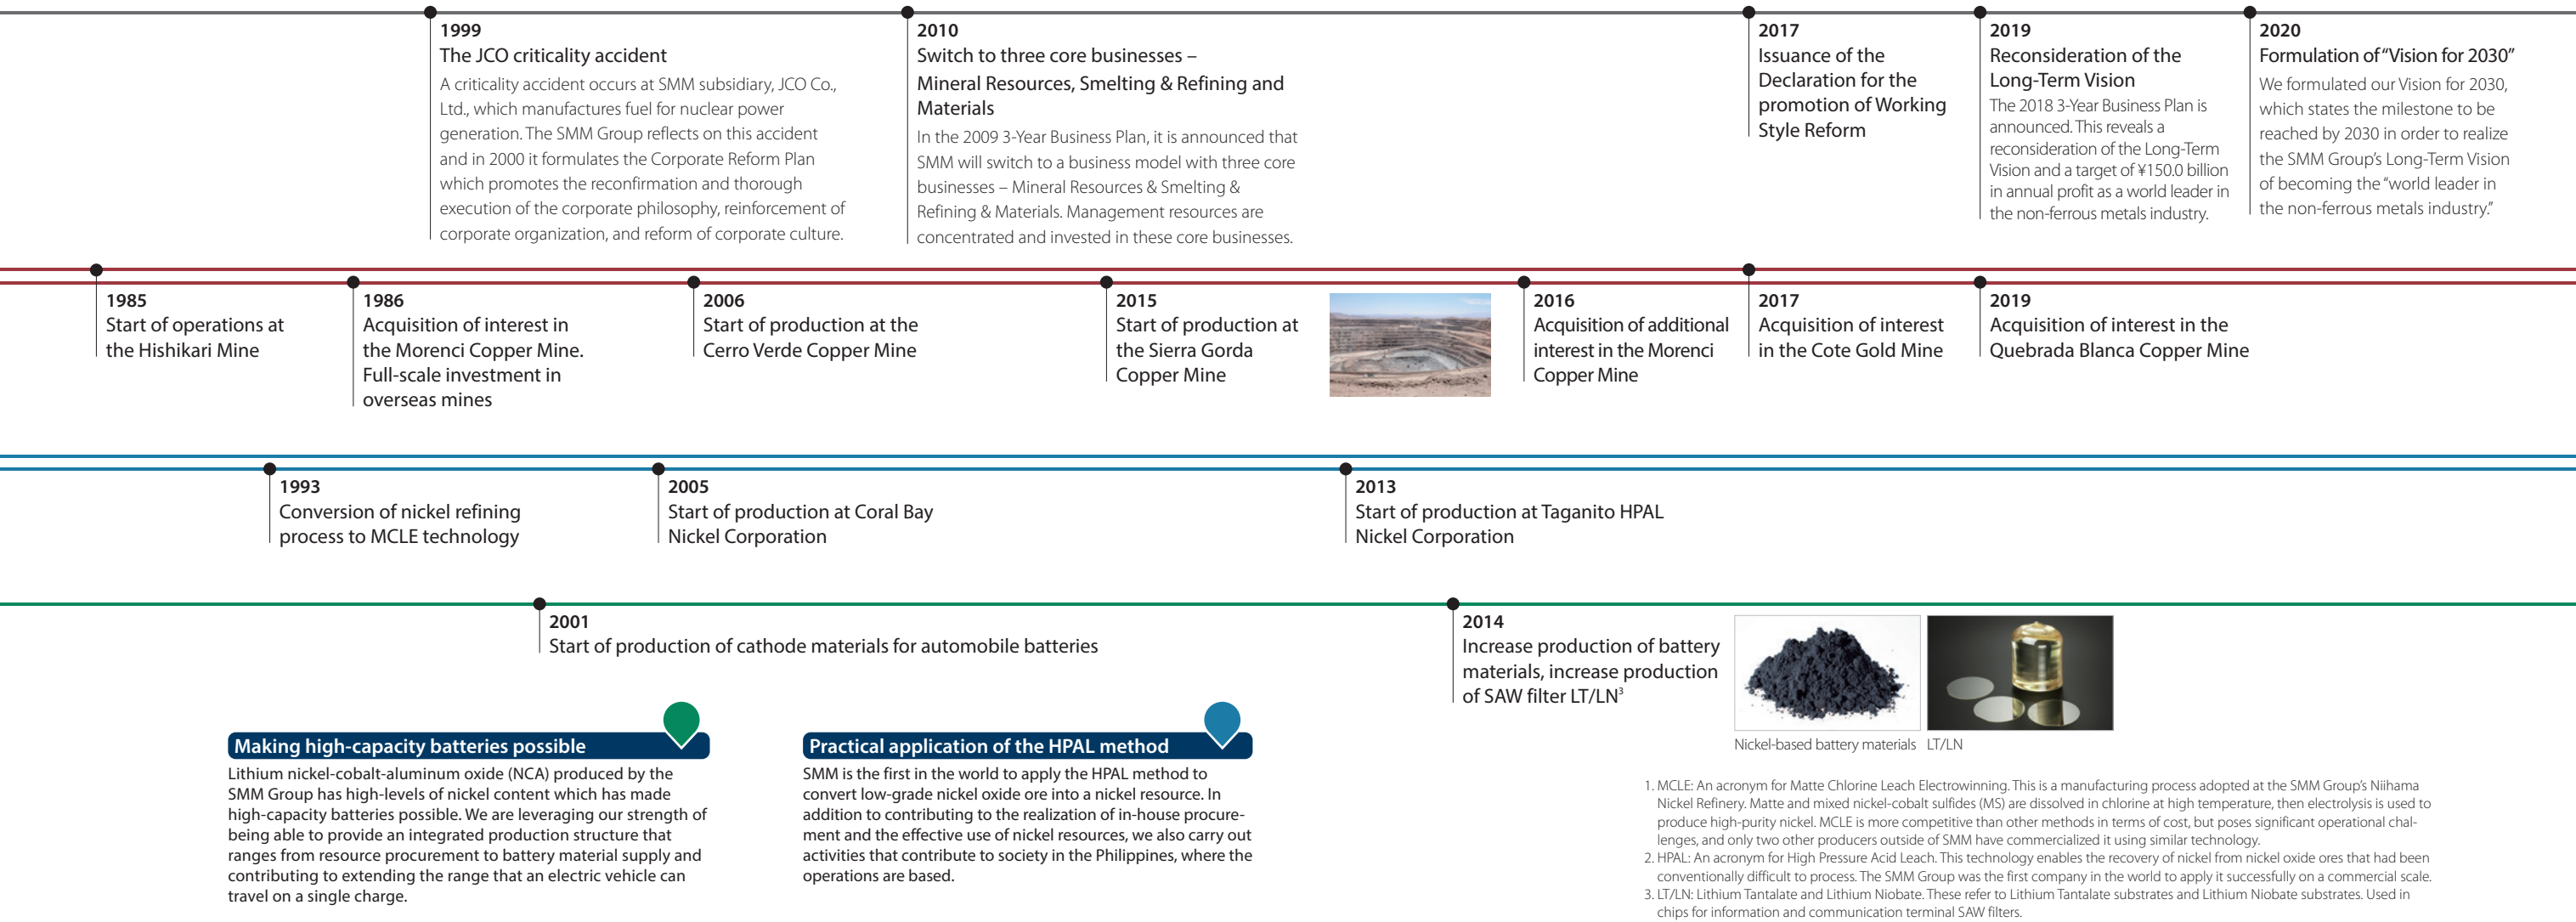 1999
The JCO criticality accident
A criticality accident occurs at SMM subsidiary, JCO Co.,
Ltd., which manufactures fuel for nuclear power
generation. The SMM Group reflects on this accident
and in 2000 it formulates the Corporate Reform Plan
which promotes the reconfirmation and thorough
execution of the corporate philosophy, reinforcement of
corporate organization, and reform of corporate culture.
2010
Switch to three core businesses –
Mineral Resources, Smelting & Refining and
Materials
In the 2009 3-Year Business Plan, it is announced that
SMM will switch to a business model with three core
businesses – Mineral Resources & Smelting &
Refining & Materials. Management resources are
concentrated and invested in these core businesses.
2017
Issuance of the
Declaration for the
promotion of Working
Style Reform
2019
Reconsideration of the
Long-Term Vision
The 2018 3-Year Business Plan is
announced. This reveals a
reconsideration of the Long-Term
Vision and a target of ¥150.0 billion
in annual profit as a world leader in
the non-ferrous metals industry.
2020
Formulation of “Vision for 2030”
We formulated our Vision for 2030,
which states the milestone to be
reached by 2030 in order to realize
the SMM Group’s Long-Term Vision
of becoming the “world leader in
the non-ferrous metals industry.”
1985
Start of operations at
the Hishikari Mine
1986
Acquisition of interest in
the Morenci Copper Mine.
Full-scale investment in
overseas mines
2006
Start of production at the
Cerro Verde Copper Mine
2015
Start of production at
the Sierra Gorda
Copper Mine
2016
Acquisition of additional
interest in the Morenci
Copper Mine
2017
Acquisition of interest
in the Cote Gold Mine
2019
Acquisition of interest in the
Quebrada Blanca Copper Mine
1993
Conversion of nickel refining
process to MCLE technology
2005
Start of production at Coral Bay
Nickel Corporation
2013
Start of production at Taganito HPAL
Nickel Corporation
2001
Start of production of cathode materials for automobile batteries
2014
Increase production of battery
materials, increase production
of SAW filter LT/LN³
Nickel-based battery materials
LT/LN
Making high-capacity batteries possible
Lithium nickel-cobalt-aluminum oxide (NCA) produced by the
SMM Group has high-levels of nickel content which has made
high-capacity batteries possible. We are leveraging our strength of
being able to provide an integrated production structure that
ranges from resource procurement to battery material supply and
contributing to extending the range that an electric vehicle can
travel on a single charge.
Practical application of the HPAL method
SMM is the first in the world to apply the HPAL method to
convert low-grade nickel oxide ore into a nickel resource. In
addition to contributing to the realization of in-house procure-
ment and the effective use of nickel resources, we also carry out
activities that contribute to society in the Philippines, where the
operations are based.
1. MCLE: An acronym for Matte Chlorine Leach Electrowinning. This is a manufacturing process adopted at the SMM Group’s Niihama
Nickel Refinery. Matte and mixed nickel-cobalt sulfides (MS) are dissolved in chlorine at high temperature, then electrolysis is used to
produce high-purity nickel. MCLE is more competitive than other methods in terms of cost, but poses significant operational chal-
lenges, and only two other producers outside of SMM have commercialized it using similar technology.
2. HPAL: An acronym for High Pressure Acid Leach. This technology enables the recovery of nickel from nickel oxide ores that had been
conventionally difficult to process. The SMM Group was the first company in the world to apply it successfully on a commercial scale.
3. LT/LN: Lithium Tantalate and Lithium Niobate. These refer to Lithium Tantalate substrates and Lithium Niobate substrates. Used in
chips for information and communication terminal SAW filters.